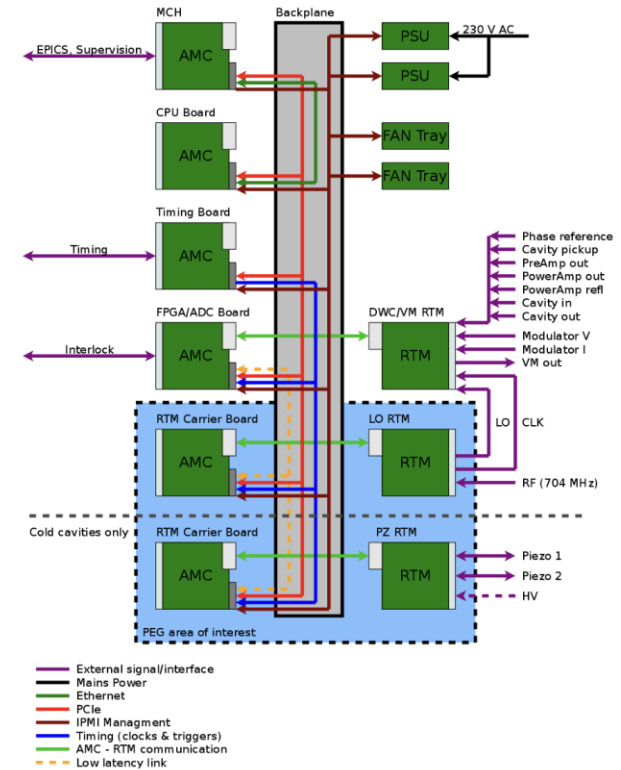 MCH
Backplane
230 V AC
EPICS, Supervision
AMC
PSU
PSU
CPU Board
AMC
FAN Tray
FAN Tray
Timing Board
Timing
AMC
Phase reference
Cavity pickup
PreAmp out
PowerAmp out
PowerAmp refl
Cavity in
Cavity out
FPGA/ADC Board
DWC/VM RTM
Interlock
AMC
RTM
Modulator V
Modulator I
VM out
RTM Carrier Board
LO RTM
LO
CLK
AMC
RTM
RF (704 MHz)
Cold cavities only
RTM Carrier Board
PZ RTM
AMC
RTM
Piezo 1
Piezo 2
HV
PEG area of interest
External signal/interface
Mains Power
Ethernet
PCIe
IPMI Managment
Timing (clocks & triggers)
AMC - RTM communication
Low latency link